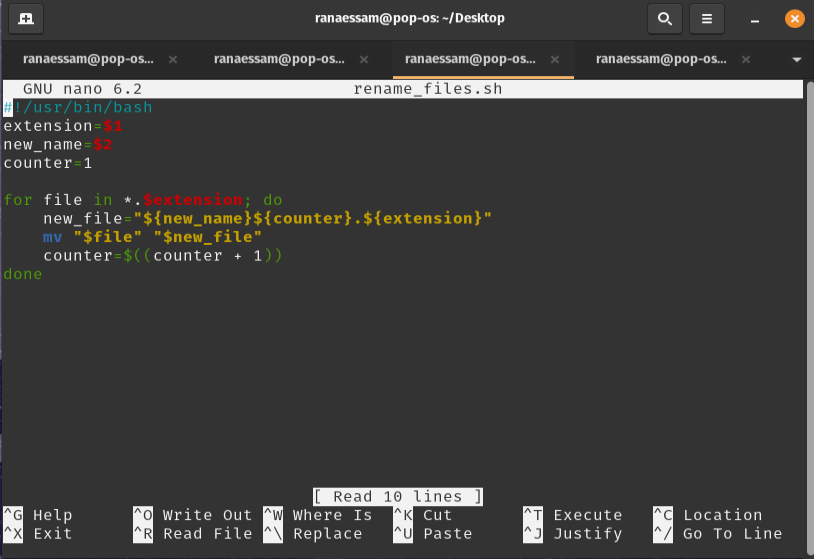 ranaessam@pop-os: ~/Desktop
ranaessam@pop-os... × ranaessam@pop-os... × ranaessam@pop-os... × ranaessam@pop-os... ×
GNU nano 6.2 rename_files.sh
#!/usr/bin/bash
extension=$1
new_name=$2
counter=1
for file in *.$extension; do
    new_file="${new_name}${counter}.${extension}"
    mv "$file" "$new_file"
    counter=$((counter + 1))
done
[ Read 10 lines ]
^G Help ^O Write Out ^W Where Is ^K Cut ^T Execute ^C Location
^X Exit ^R Read File ^\ Replace ^U Paste ^J Justify ^/ Go To Line